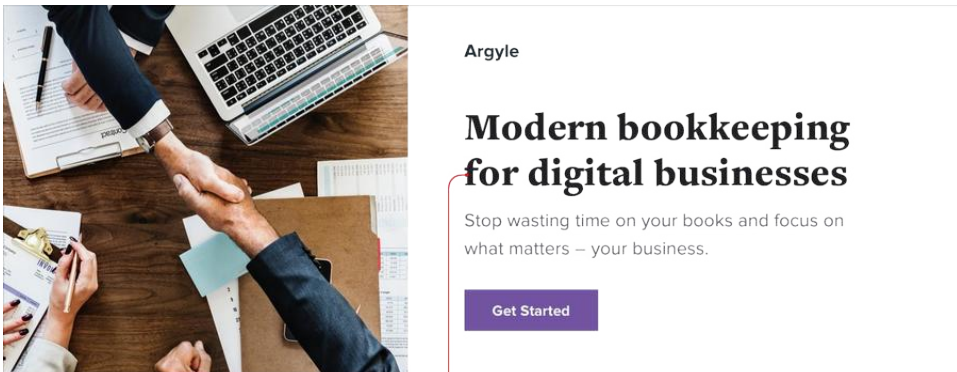 Contract
Argyle
Modern bookkeeping
for digital businesses
Stop wasting time on your books and focus on
what matters – your business.
Get Started